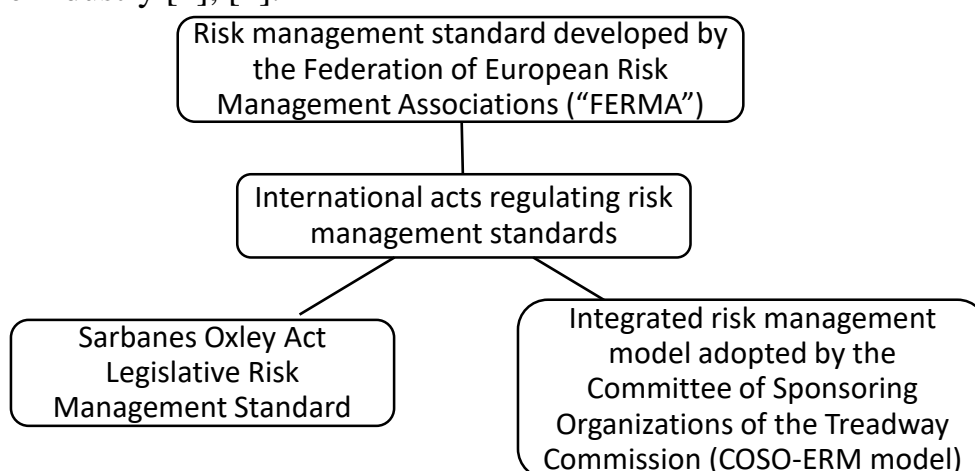 Risk management standard developed by
the Federation of European Risk
Management Associations (“FERMA”)
International acts regulating risk
management standards
Sarbanes Oxley Act
Legislative Risk
Management Standard
Integrated risk management
model adopted by the
Committee of Sponsoring
Organizations of the Treadway
Commission (COSO-ERM model)